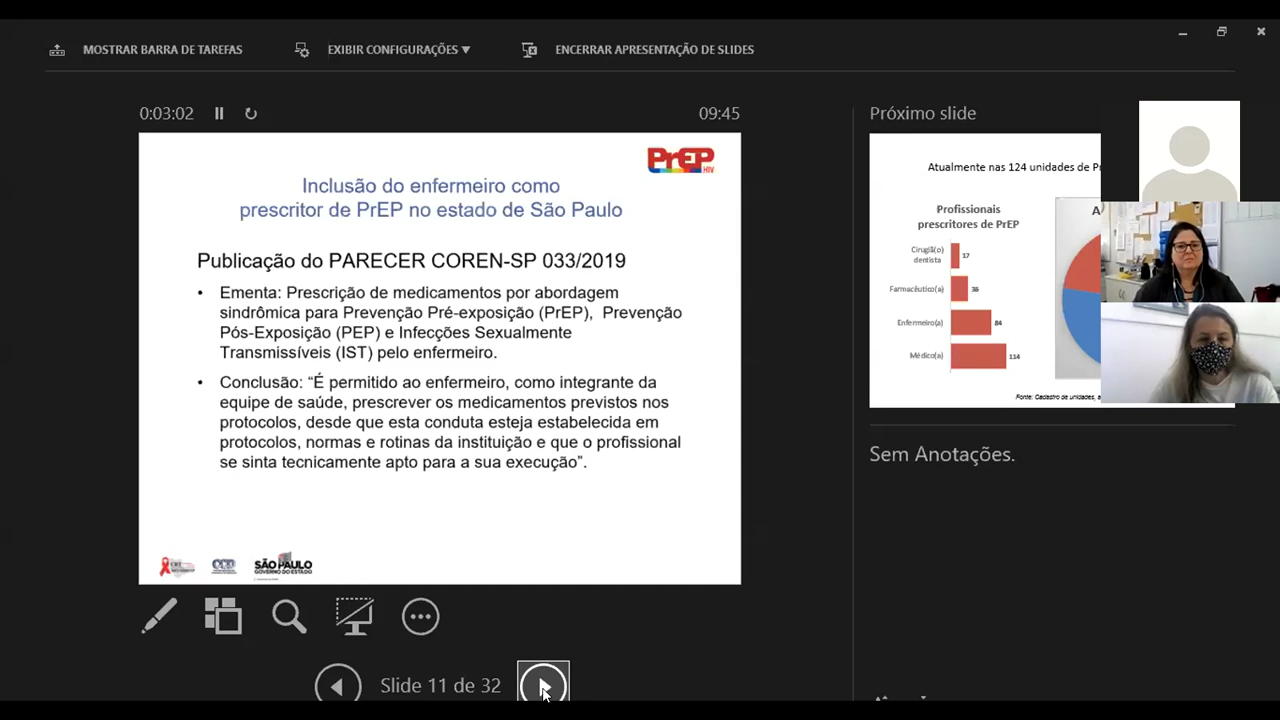 MOSTRAR BARRA DE TAREFAS
EXIBIR CONFIGURAÇÕES
ENCERRAR APRESENTAÇÃO DE SLIDES
0:03:02
09:45
PrEP
HIV
Inclusão do enfermeiro como
prescritor de PrEP no estado de São Paulo
Publicação do PARECER COREN-SP 033/2019
• Ementa: Prescrição de medicamentos por abordagem
sindrômica para Prevenção Pré-exposição (PrEP), Prevenção
Pós-Exposição (PEP) e Infecções Sexualmente
Transmissíveis (IST) pelo enfermeiro.
• Conclusão: “É permitido ao enfermeiro, como integrante da
equipe de saúde, prescrever os medicamentos previstos nos
protocolos, desde que esta conduta esteja estabelecida em
protocolos, normas e rotinas da instituição e que o profissional
se sinta tecnicamente apto para a sua execução”.
SÃO PAULO
GOVERNO DO ESTADO
Slide 11 de 32
Próximo slide
Atualmente nas 124 unidades de
Profissionais
prescritores de PrEP
Cirugiã(o)
dentista
17
Farmacêutico(a)
Enfermeiro(a)
84
Médico(a)
114
Fonte: Cadastro de unidades,
Sem Anotações.